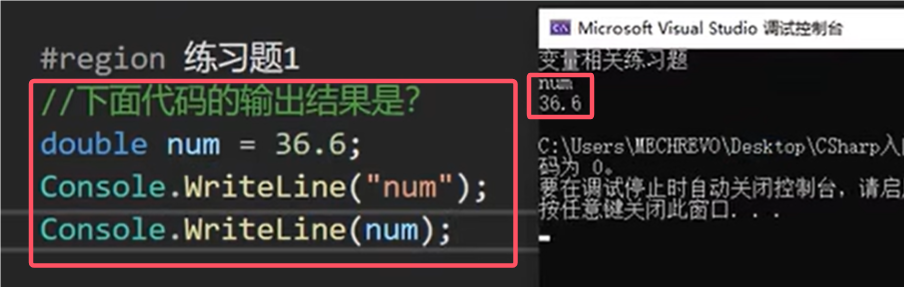 #region 练习题1
//下面代码的输出结果是？
double num = 36.6;
Console.WriteLine("num");
Console.WriteLine(num);
Microsoft Visual Studio 调试控制台
变量相关练习题
num
36.6
C:\Users\MECHREVO\Desktop\CSharp入
码为 0。
要在调试停止时自动关闭控制台，请启
按任意键关闭此窗口. . .